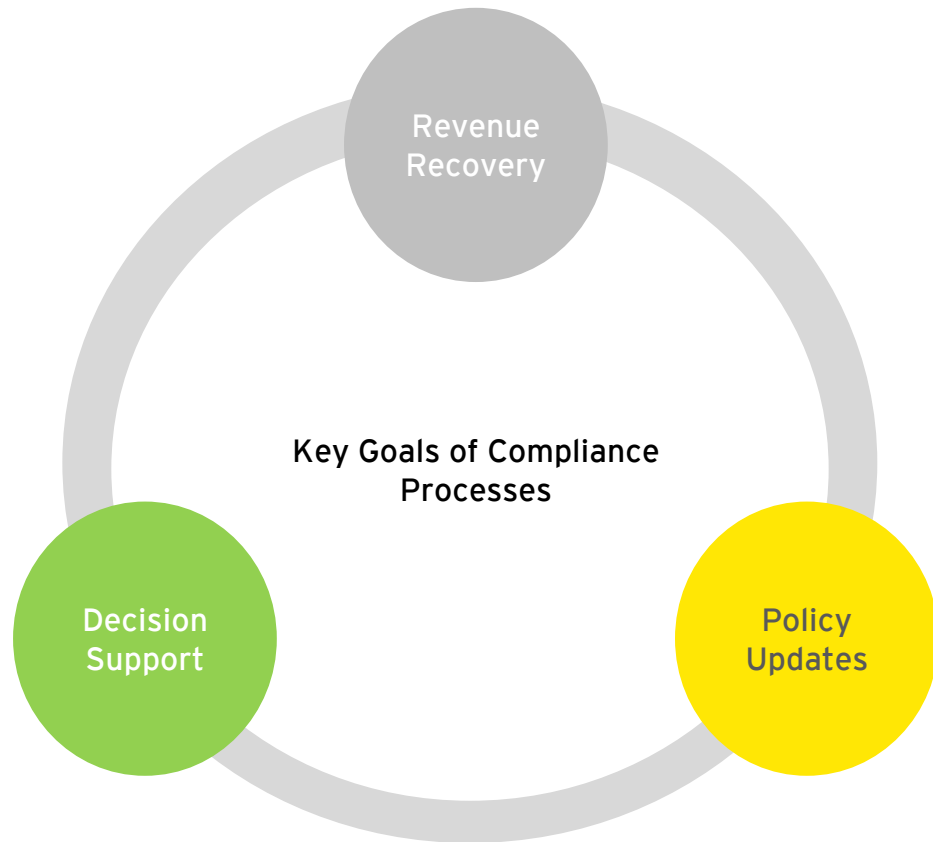 Revenue
Recovery
Key Goals of Compliance
Processes
Decision
Support
Policy
Updates